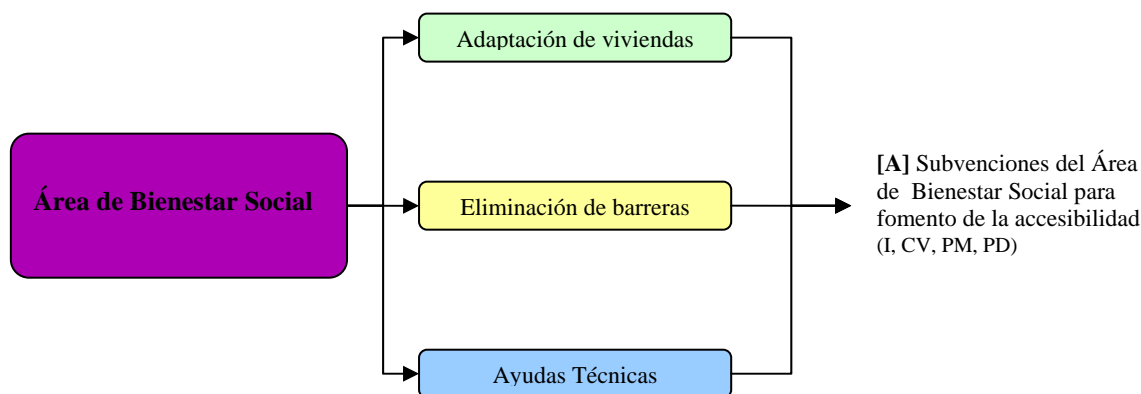 Adaptación de viviendas
Área de Bienestar Social
Eliminación de barreras
Ayudas Técnicas
[A] Subvenciones del Área
de Bienestar Social para
fomento de la accesibilidad
(I, CV, PM, PD)